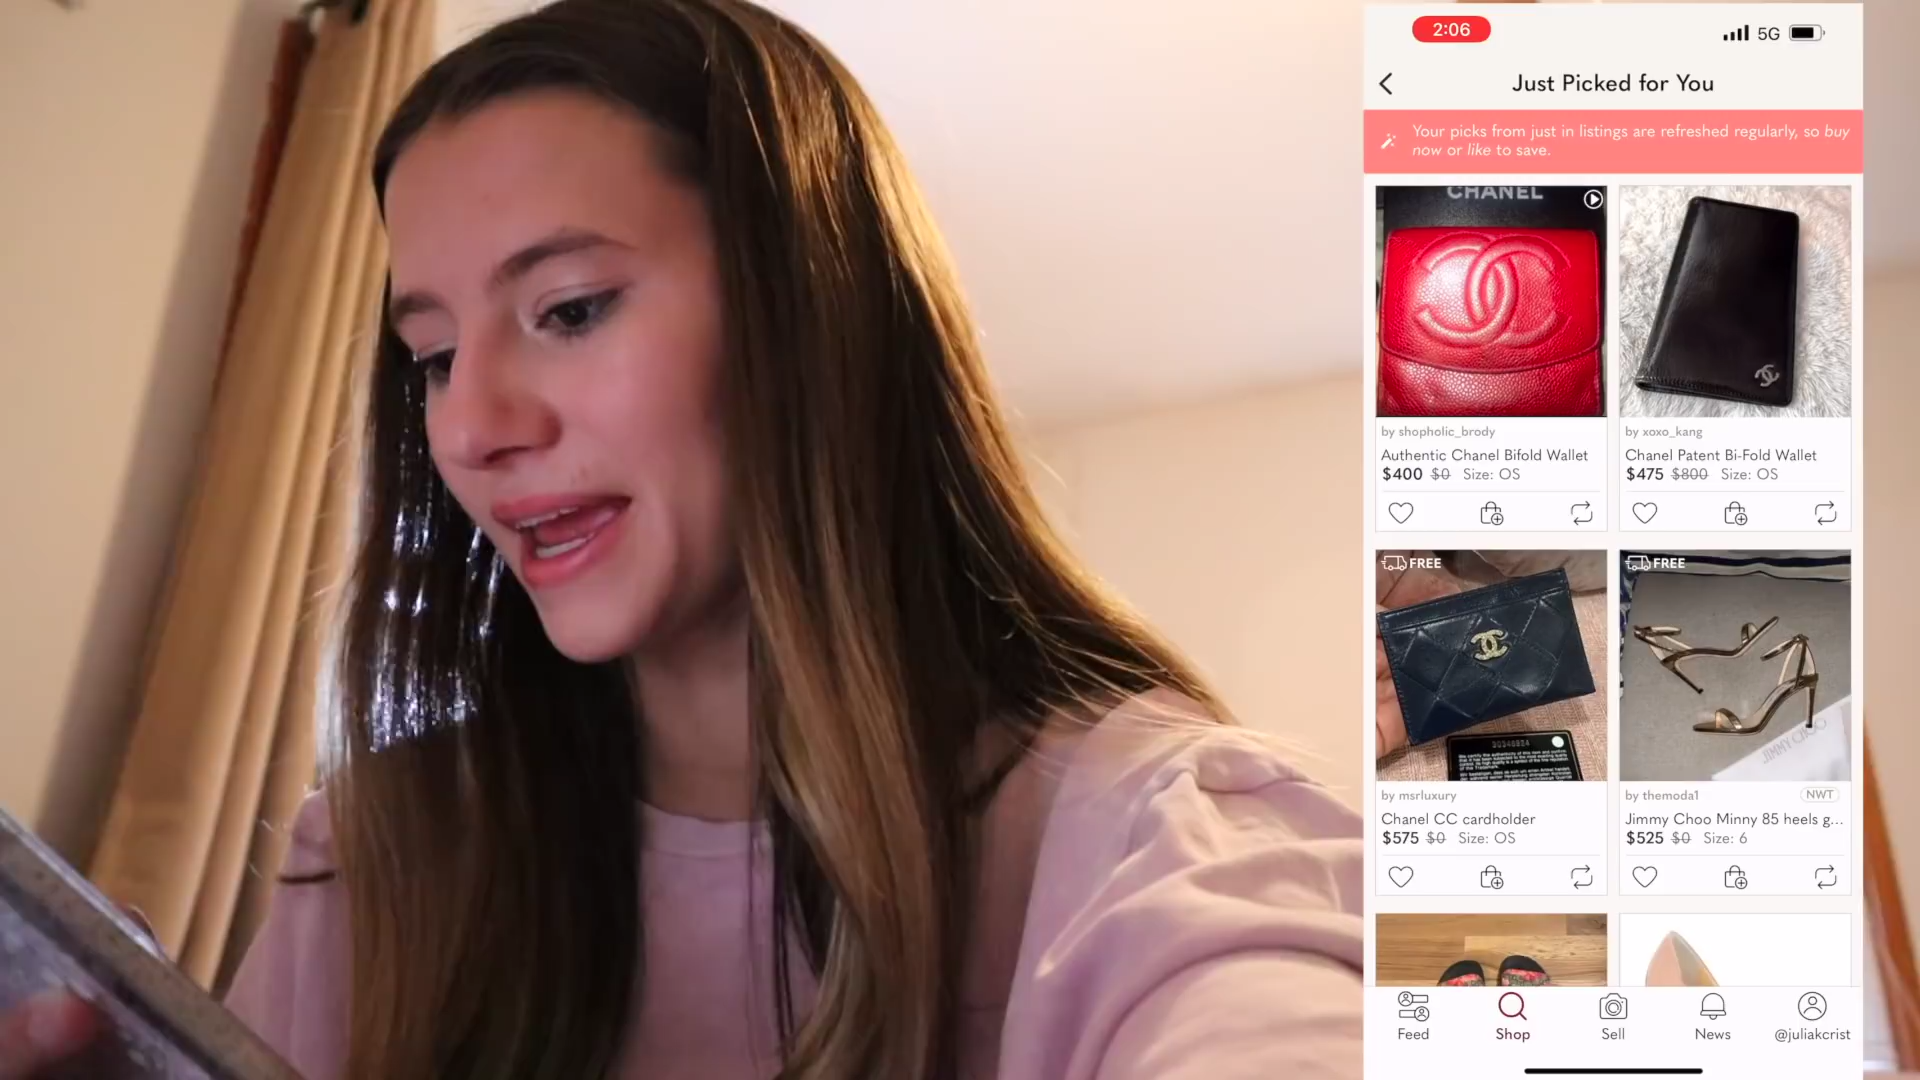 2:06
5G
Just Picked for You
Your picks from just in listings are refreshed regularly, so buy
now or like to save.
CHANEL
by shopholic_brody
Authentic Chanel Bifold Wallet
$400 $0 Size: OS
by xoxo_kang
Chanel Patent Bi-Fold Wallet
$475 $800 Size: OS
FREE
by msrluxury
Chanel CC cardholder
$575 $0 Size: OS
FREE
JIMMY CHOO
by themoda1
NWT
Jimmy Choo Minny 85 heels g...
$525 $0 Size: 6
Feed
Shop
Sell
News
@juliakcrist